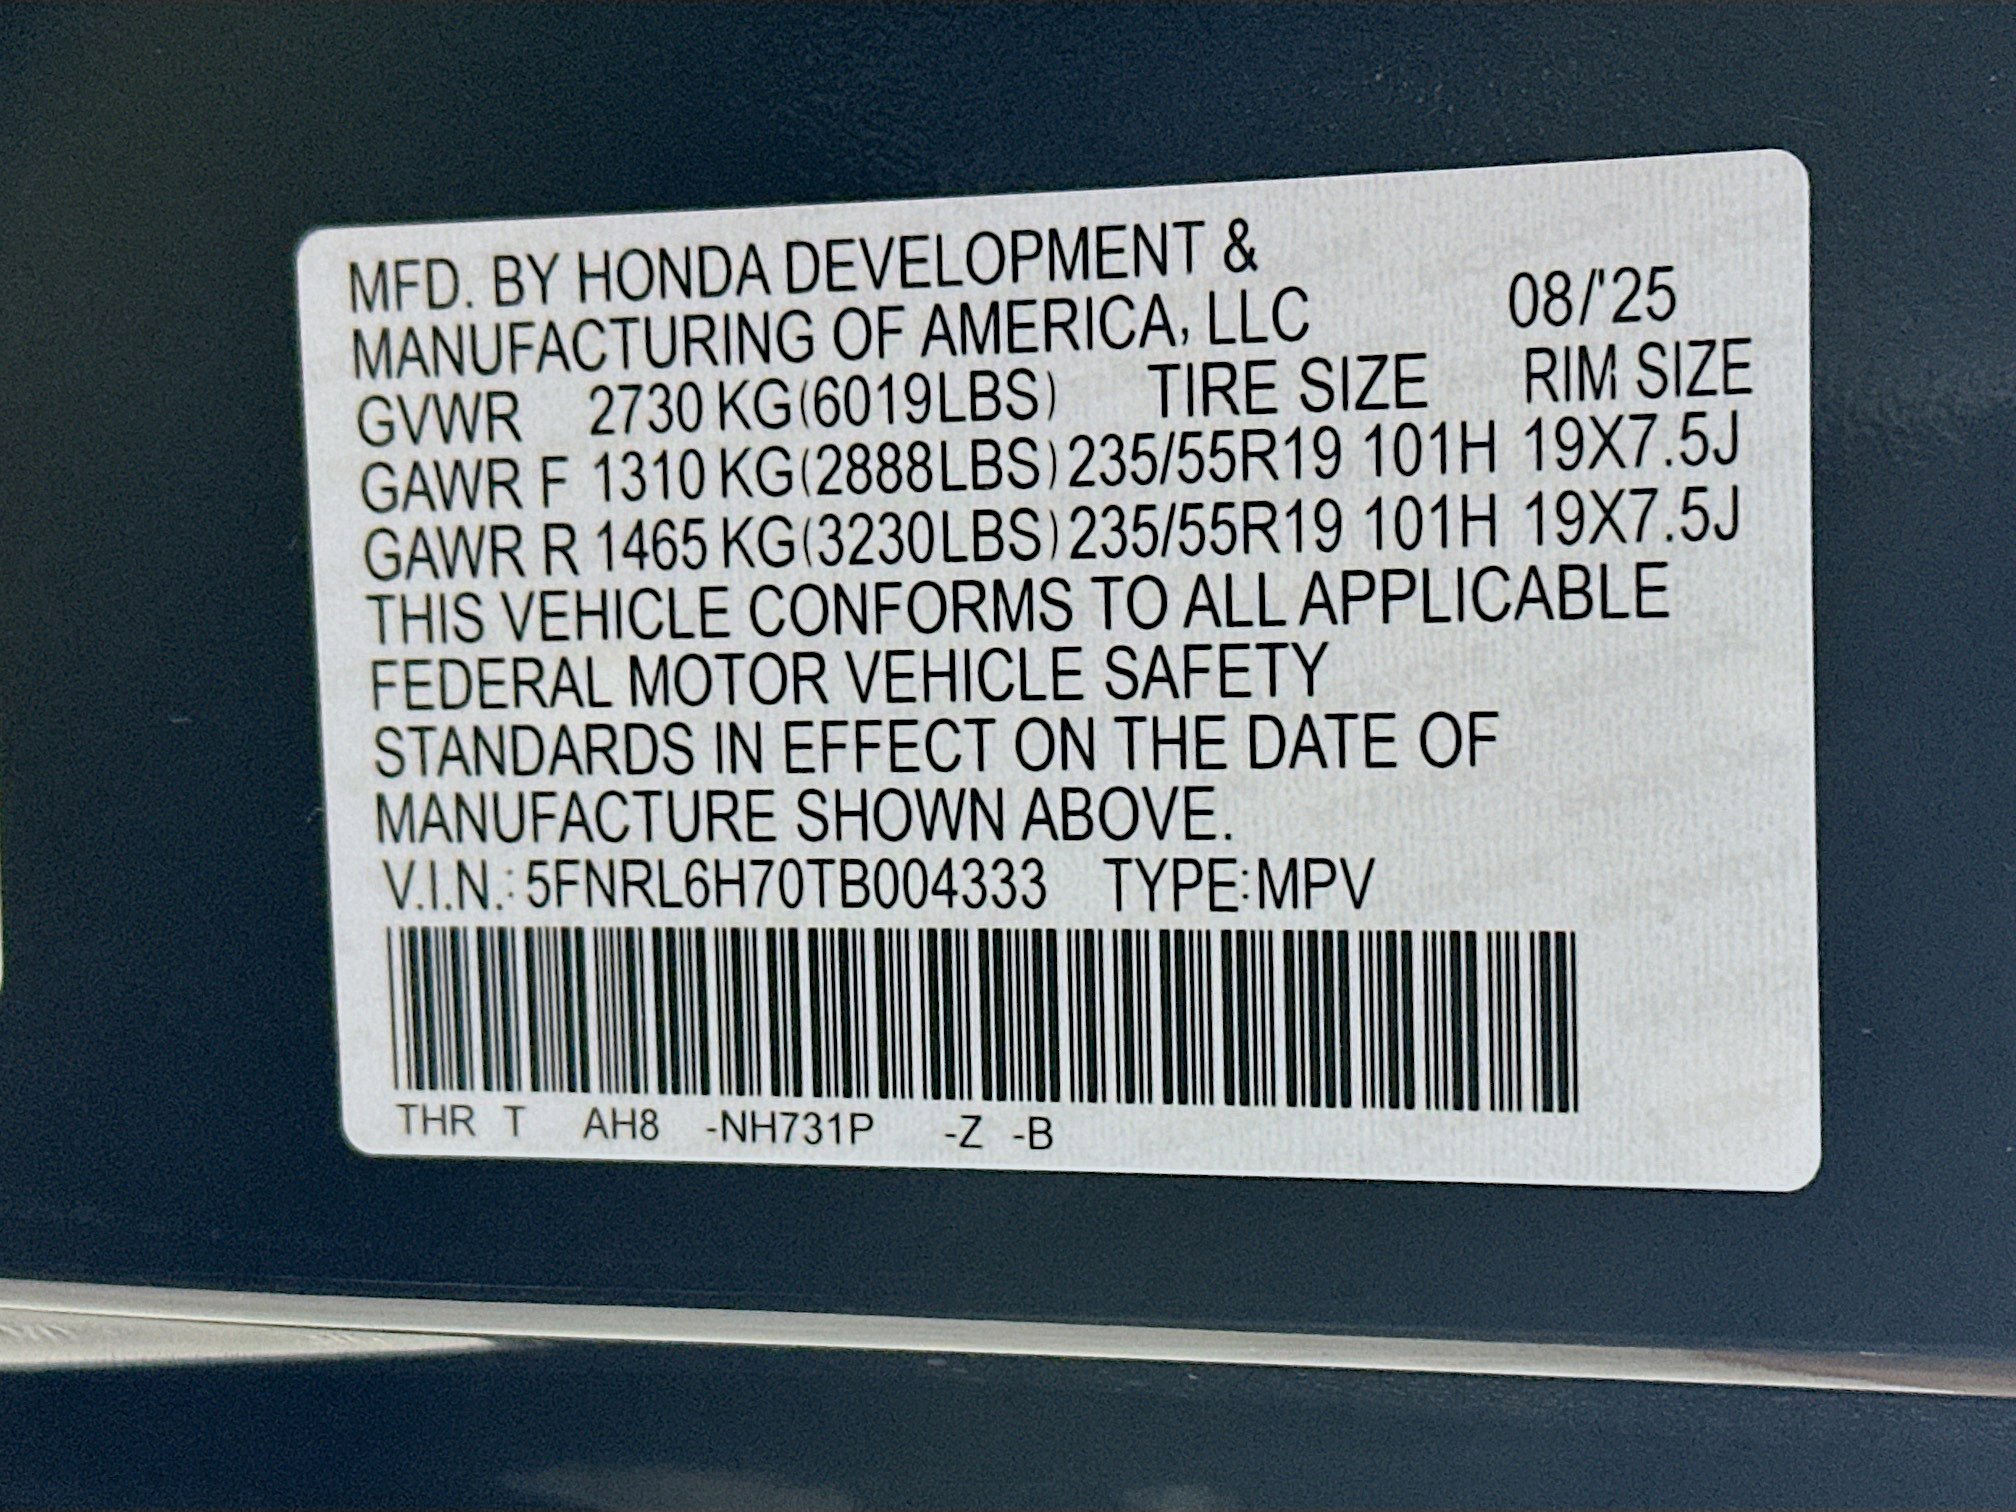 MFD. BY HONDA DEVELOPMENT &
MANUFACTURING OF AMERICA, LLC 08/'25
GVWR 2730 KG(6019LBS) TIRE SIZE RIM SIZE
GAWR F 1310 KG(2888LBS) 235/55R19 101H 19X7.5J
GAWR R 1465 KG(3230LBS) 235/55R19 101H 19X7.5J
THIS VEHICLE CONFORMS TO ALL APPLICABLE
FEDERAL MOTOR VEHICLE SAFETY
STANDARDS IN EFFECT ON THE DATE OF
MANUFACTURE SHOWN ABOVE.
V.I.N.: 5FNRL6H70TB004333 TYPE:MPV
THR T AH8 -NH731P -Z -B